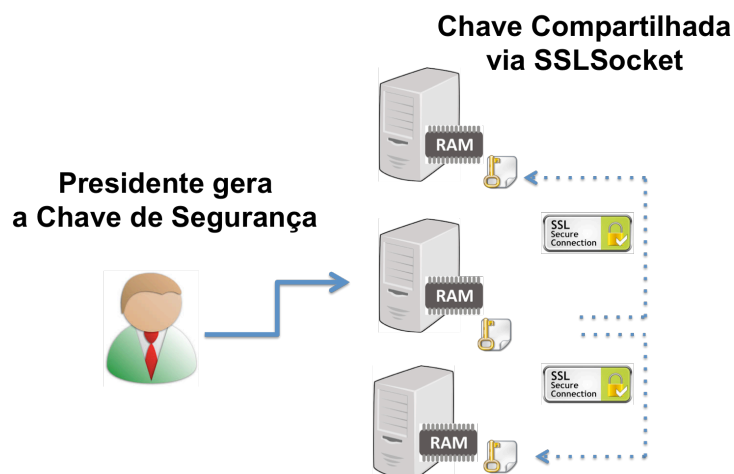 Chave Compartilhada
via SSLSocket
RAM
Presidente gera
a Chave de Segurança
SSL
Secure
Connection
RAM
SSL
Secure
Connection
RAM